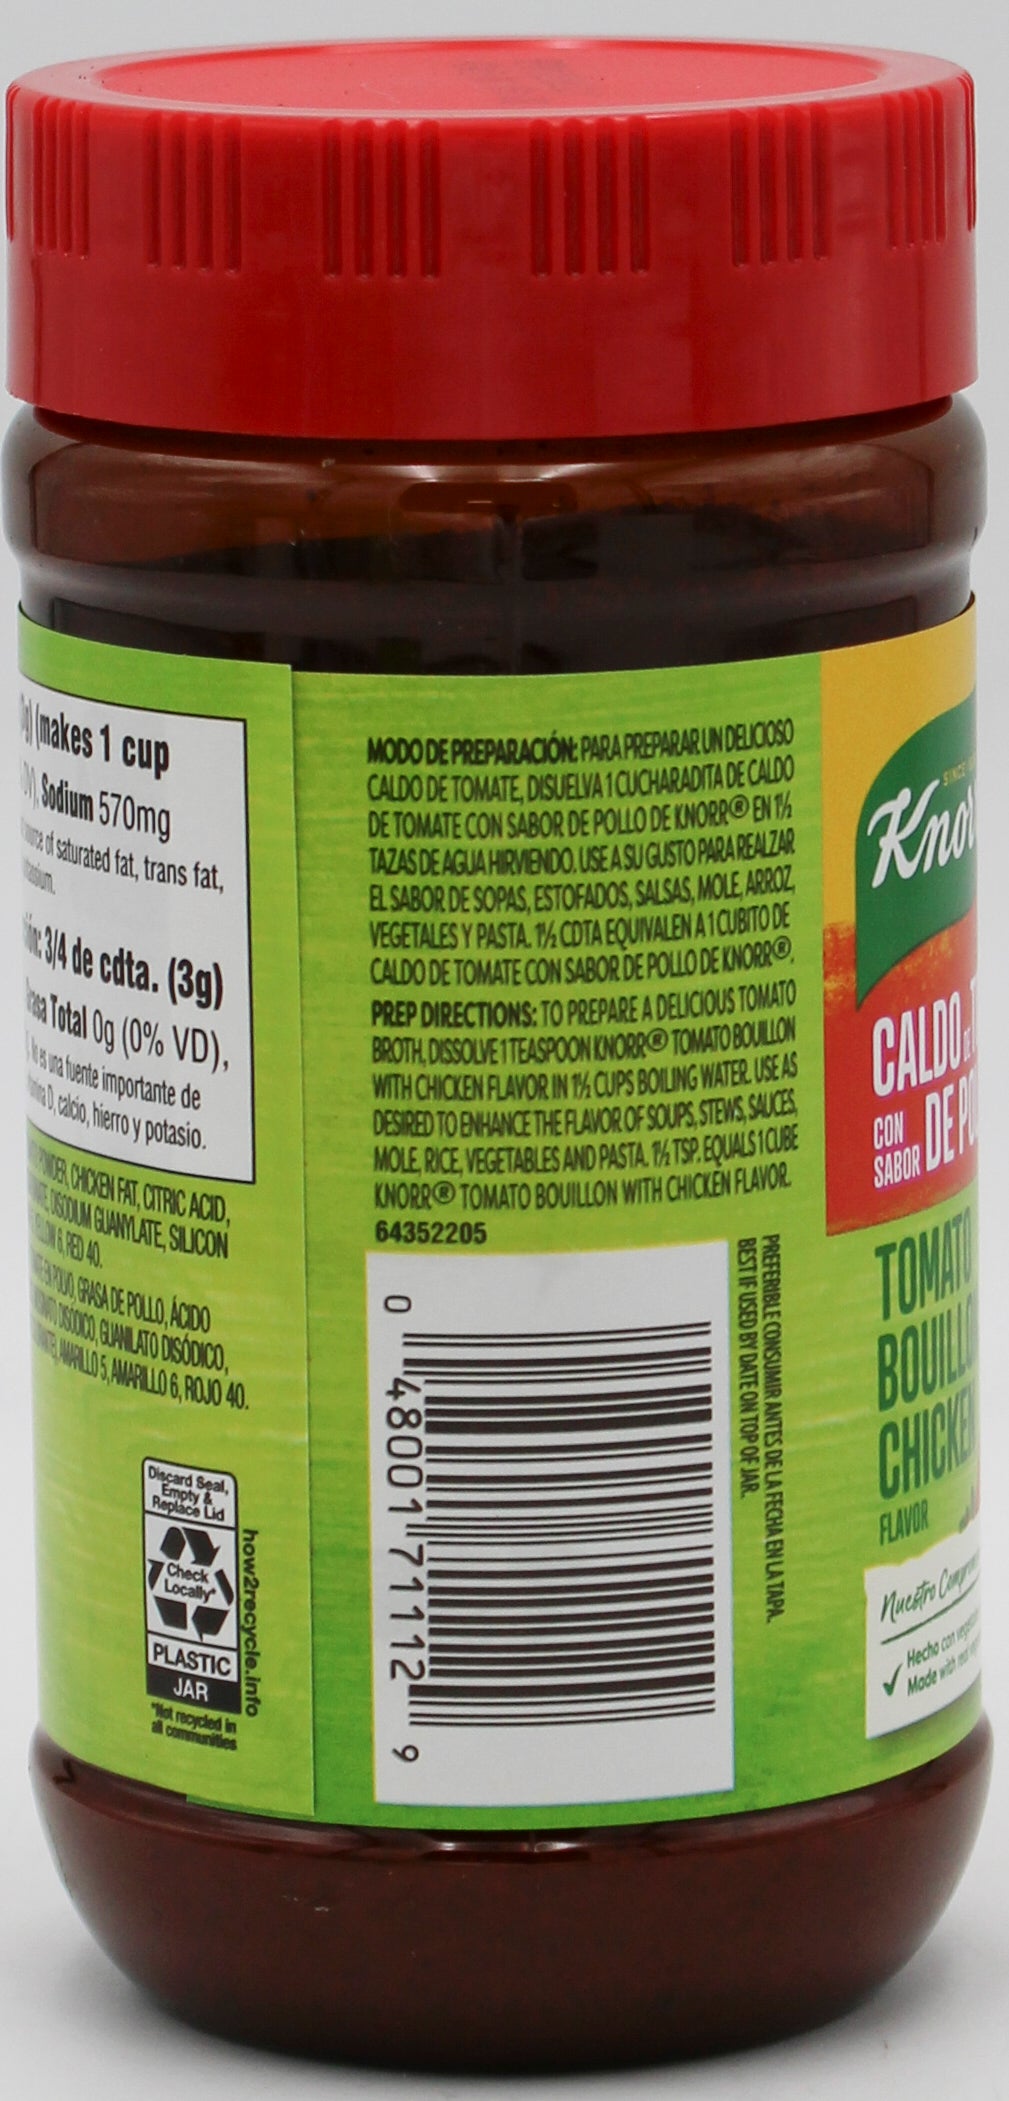 (makes 1 cup
Sodium 570mg
of saturated fat, trans fat,
3/4 de cdta. (3g)
Total 0g (0% VD),
No es una fuente importante de
D, calcio, hierro y potasio.
POWDER, CHICKEN FAT, CITRIC ACID,
DISODIUM GUANYLATE, SILICON
6, RED 40.
EN POLVO, GRASA DE POLLO, ÁCIDO
DISÓDICO, GUANILATO DISÓDICO,
AMARILLO 5, AMARILLO 6, ROJO 40.
Discard Seal,
Empty &
Replace Lid
Check
Locally*
PLASTIC
JAR
*Not recycled in
all communities
how2recycle.info
MODO DE PREPARACIÓN: PARA PREPARAR UN DELICIOSO
CALDO DE TOMATE, DISUELVA 1 CUCHARADITA DE CALDO
DE TOMATE CON SABOR DE POLLO DE KNORR® EN 1½
TAZAS DE AGUA HIRVIENDO. USE A SU GUSTO PARA REALZAR
EL SABOR DE SOPAS, ESTOFADOS, SALSAS, MOLE, ARROZ,
VEGETALES Y PASTA. 1½ CDTA EQUIVALEN A 1 CUBITO DE
CALDO DE TOMATE CON SABOR DE POLLO DE KNORR®.
PREP DIRECTIONS: TO PREPARE A DELICIOUS TOMATO
BROTH, DISSOLVE 1 TEASPOON KNORR® TOMATO BOUILLON
WITH CHICKEN FLAVOR IN 1½ CUPS BOILING WATER. USE AS
DESIRED TO ENHANCE THE FLAVOR OF SOUPS, STEWS, SAUCES,
MOLE, RICE, VEGETABLES AND PASTA. 1½ TSP. EQUALS 1 CUBE
KNORR® TOMATO BOUILLON WITH CHICKEN FLAVOR.
64352205
0 48001 71112 9
PREFERIBLE CONSUMIR ANTES DE LA FECHA EN LA TAPA.
BEST IF USED BY DATE ON TOP OF JAR.
SINCE
Knor
CALDO DE T
CON SABOR DE PO
TOMATO
BOUILLO
CHICKEN
FLAVOR
Nuestro Comprom
Hecho con
Made with